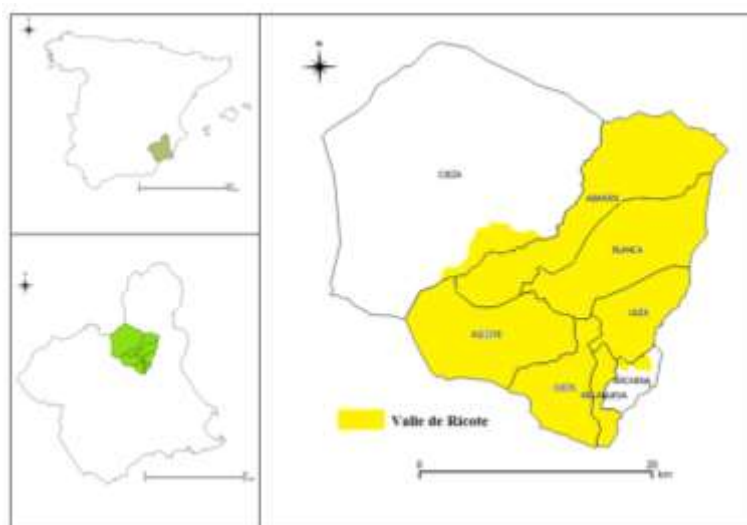 CIEZA
ABARÁN
BLANCA
ULEA
RICOTE
OJÓS
ARCHENA
VILLANUEVA
Valle de Ricote
0
20
km